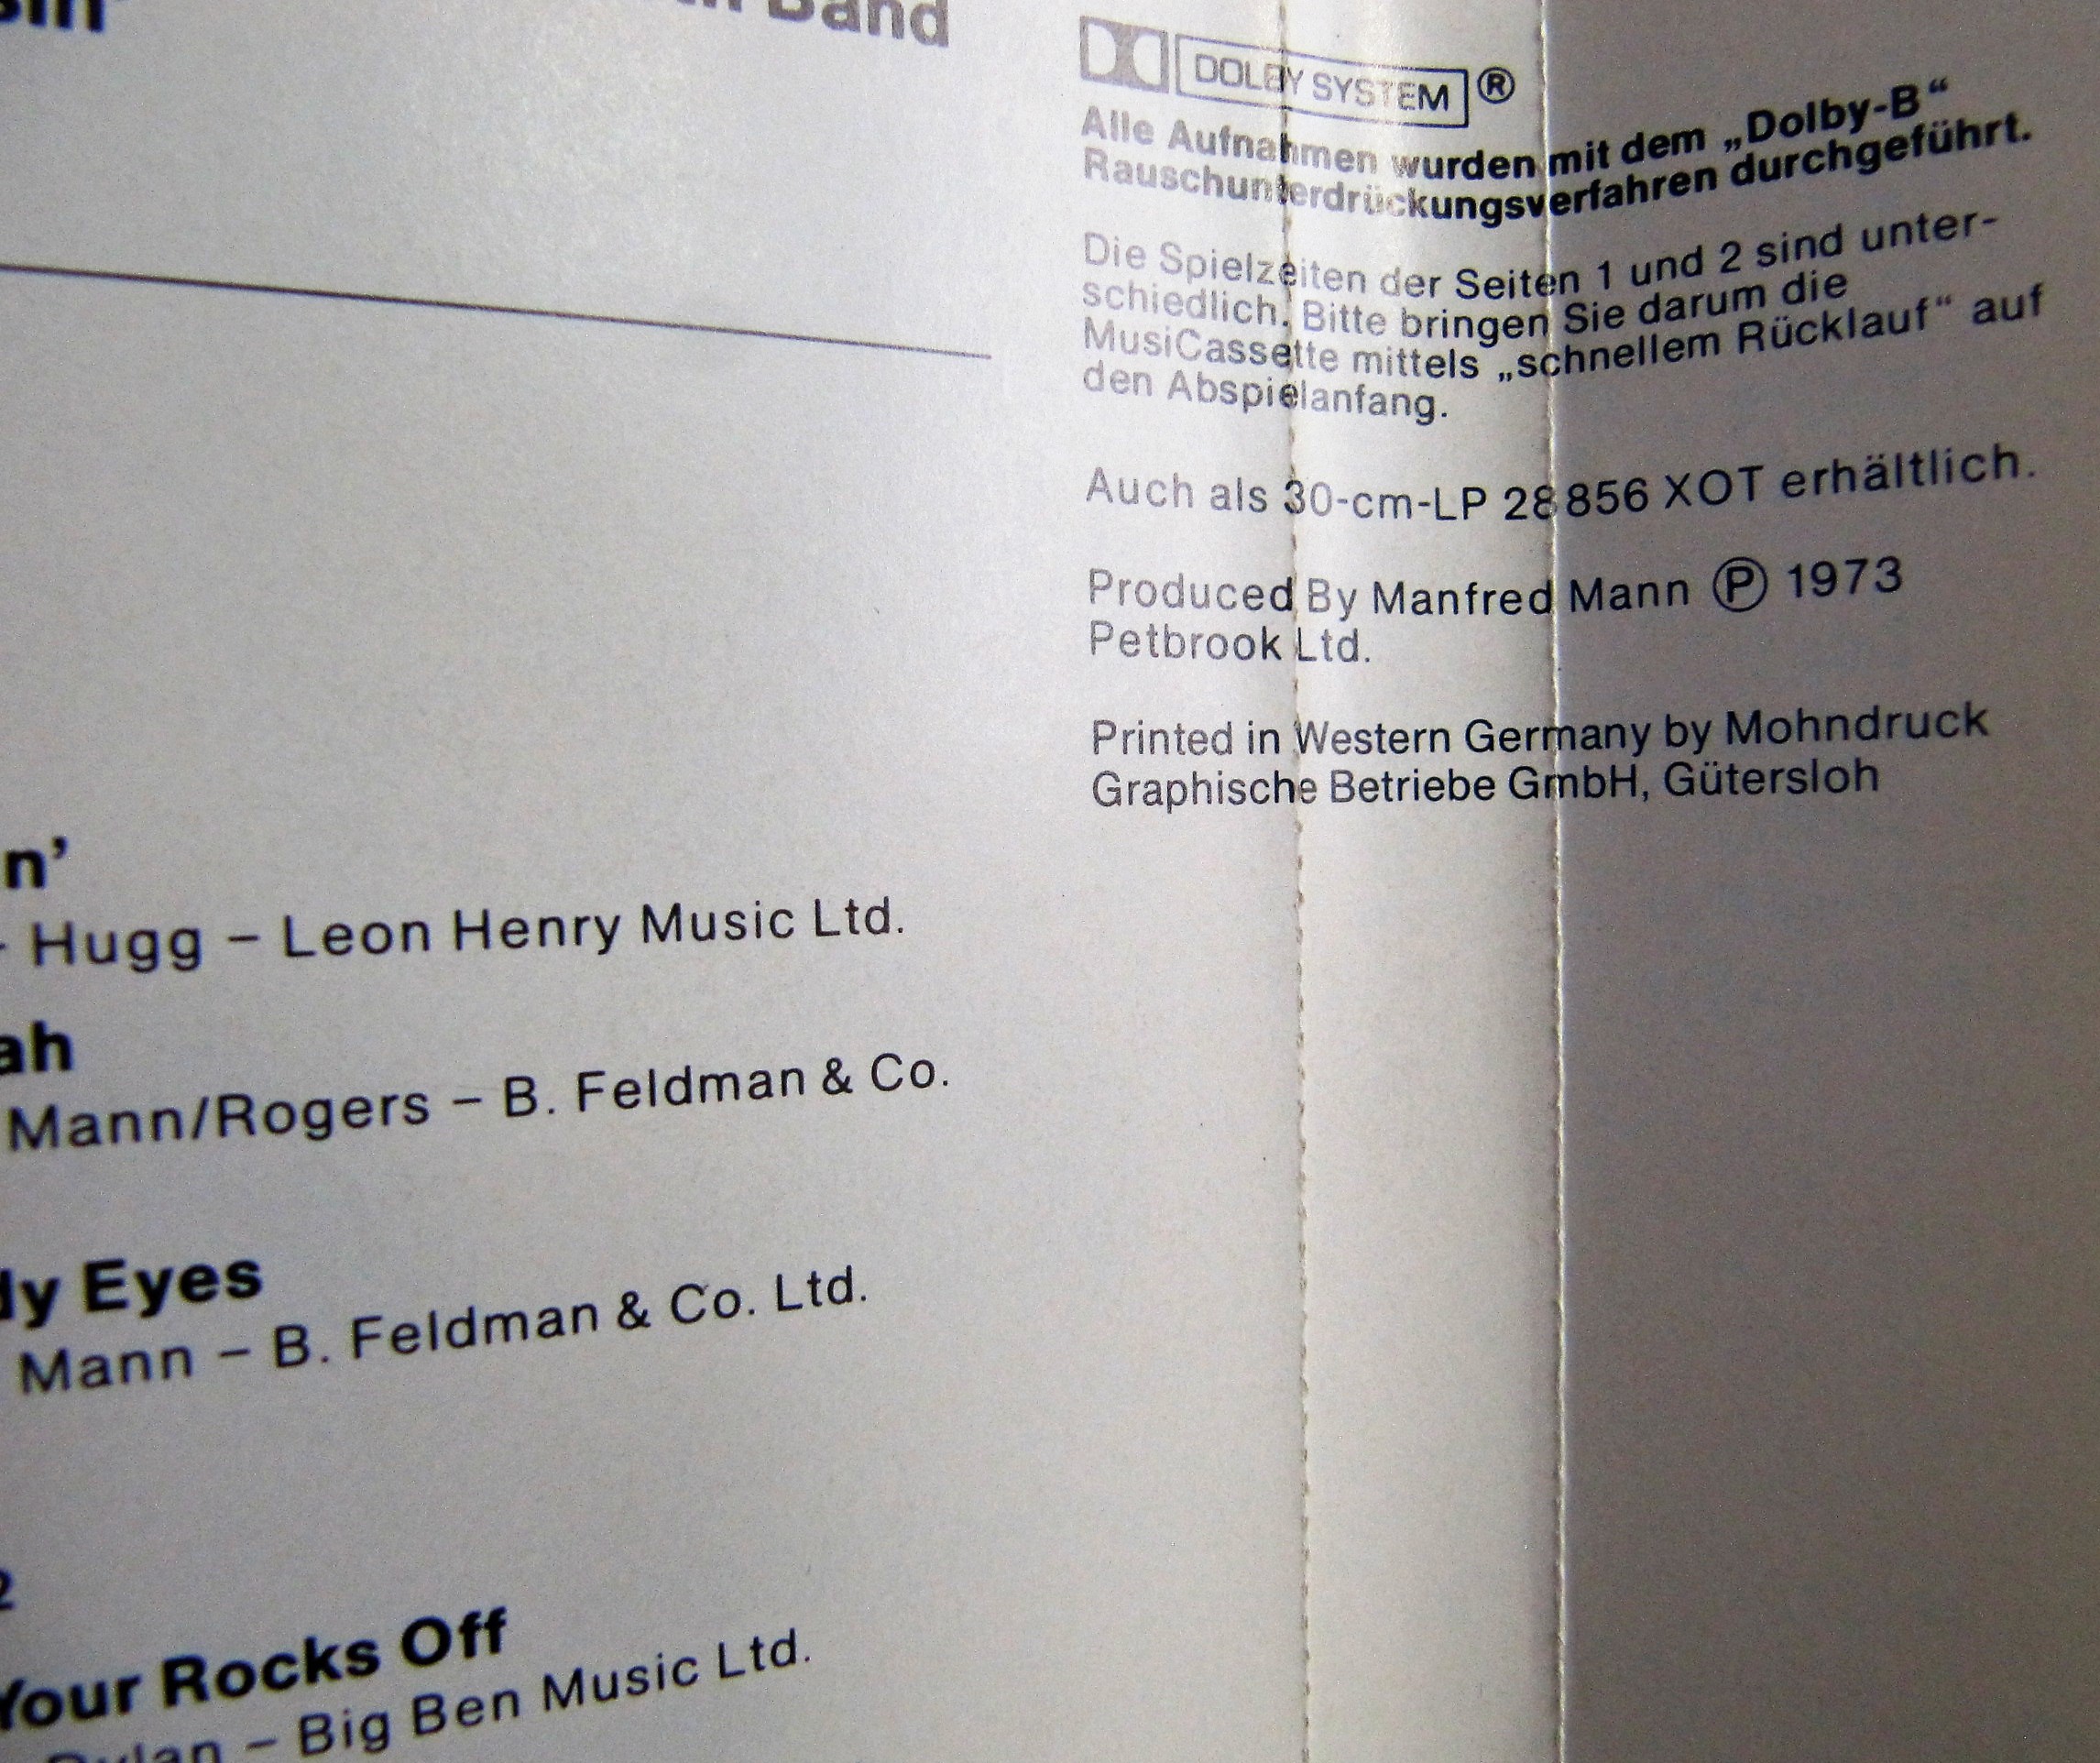 Band
n’
Hugg – Leon Henry Music Ltd.
ah
Mann/Rogers – B. Feldman & Co.
dy Eyes
Mann – B. Feldman & Co. Ltd.
2
Your Rocks Off
Dylan – Big Ben Music Ltd.
DOLBY SYSTEM ®
Alle Aufnahmen wurden mit dem „Dolby-B“
Rauschunterdrückungsverfahren durchgeführt.
Die Spielzeiten der Seiten 1 und 2 sind unter-
schiedlich. Bitte bringen Sie darum die
MusiCassette mittels „schnellem Rücklauf“ auf
den Abspielanfang.
Auch als 30-cm-LP 28 856 XOT erhältlich.
Produced By Manfred Mann Ⓟ 1973
Petbrook Ltd.
Printed in Western Germany by Mohndruck
Graphische Betriebe GmbH, Gütersloh